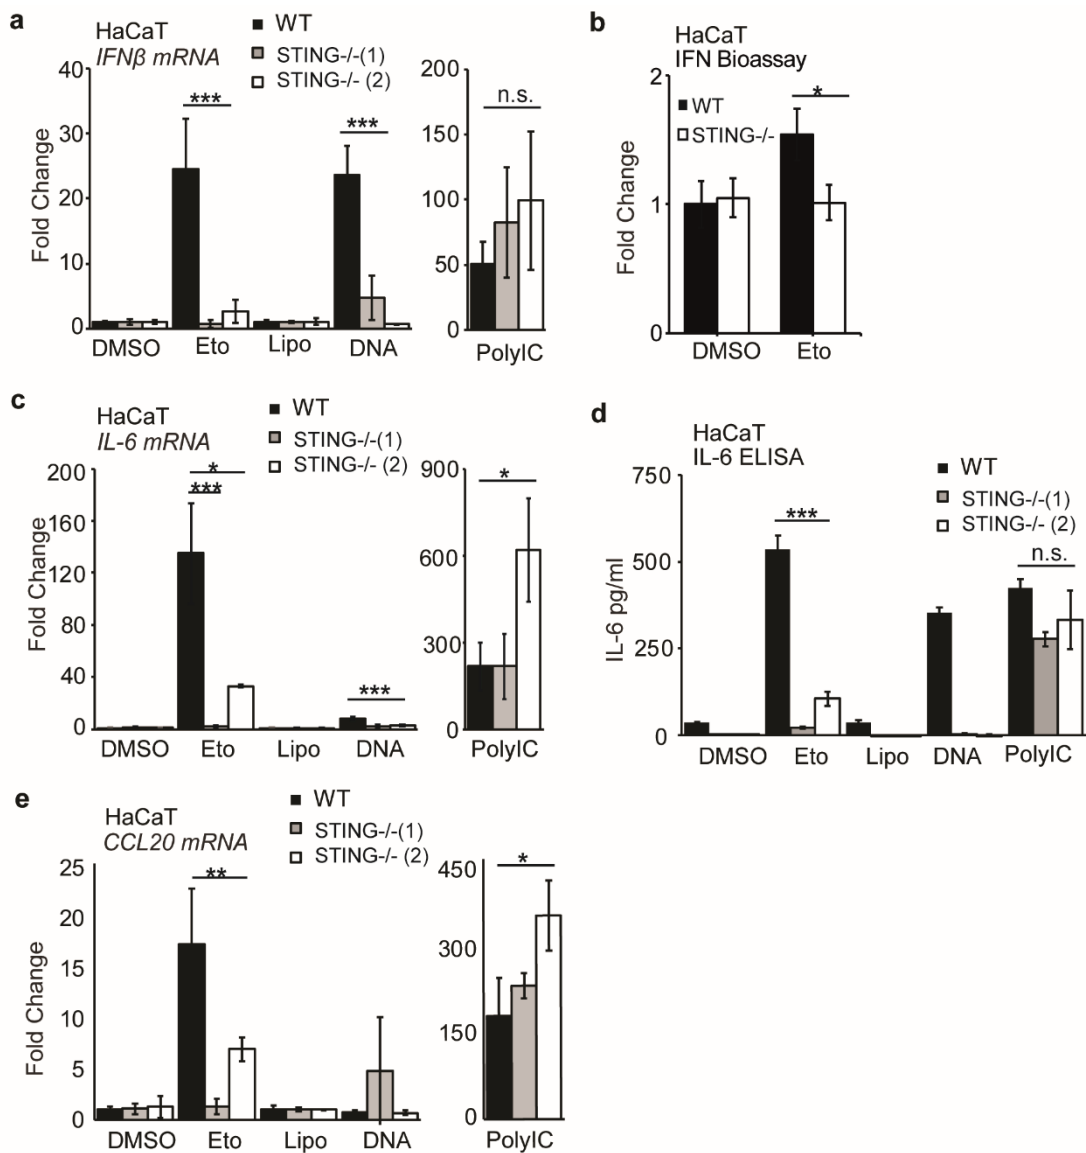 a
HaCaT
IFNβ mRNA
WT
STING-/-(1)
STING-/- (2)
Fold Change
40
30
20
10
0
***
***
DMSO
Eto
Lipo
DNA
200
150
100
50
0
n.s.
PolyIC
b
HaCaT
IFN Bioassay
WT
STING-/-
Fold Change
2
1
0
*
DMSO
Eto
c
HaCaT
IL-6 mRNA
WT
STING-/-(1)
STING-/- (2)
Fold Change
200
160
120
80
40
0
*
***
***
DMSO
Eto
Lipo
DNA
900
600
300
0
*
PolyIC
d
HaCaT
IL-6 ELISA
WT
STING-/-(1)
STING-/- (2)
IL-6 pg/ml
750
500
250
0
***
n.s.
DMSO
Eto
Lipo
DNA
PolyIC
e
HaCaT
CCL20 mRNA
WT
STING-/-(1)
STING-/- (2)
Fold Change
25
20
15
10
5
0
**
DMSO
Eto
Lipo
DNA
450
300
150
0
*
PolyIC